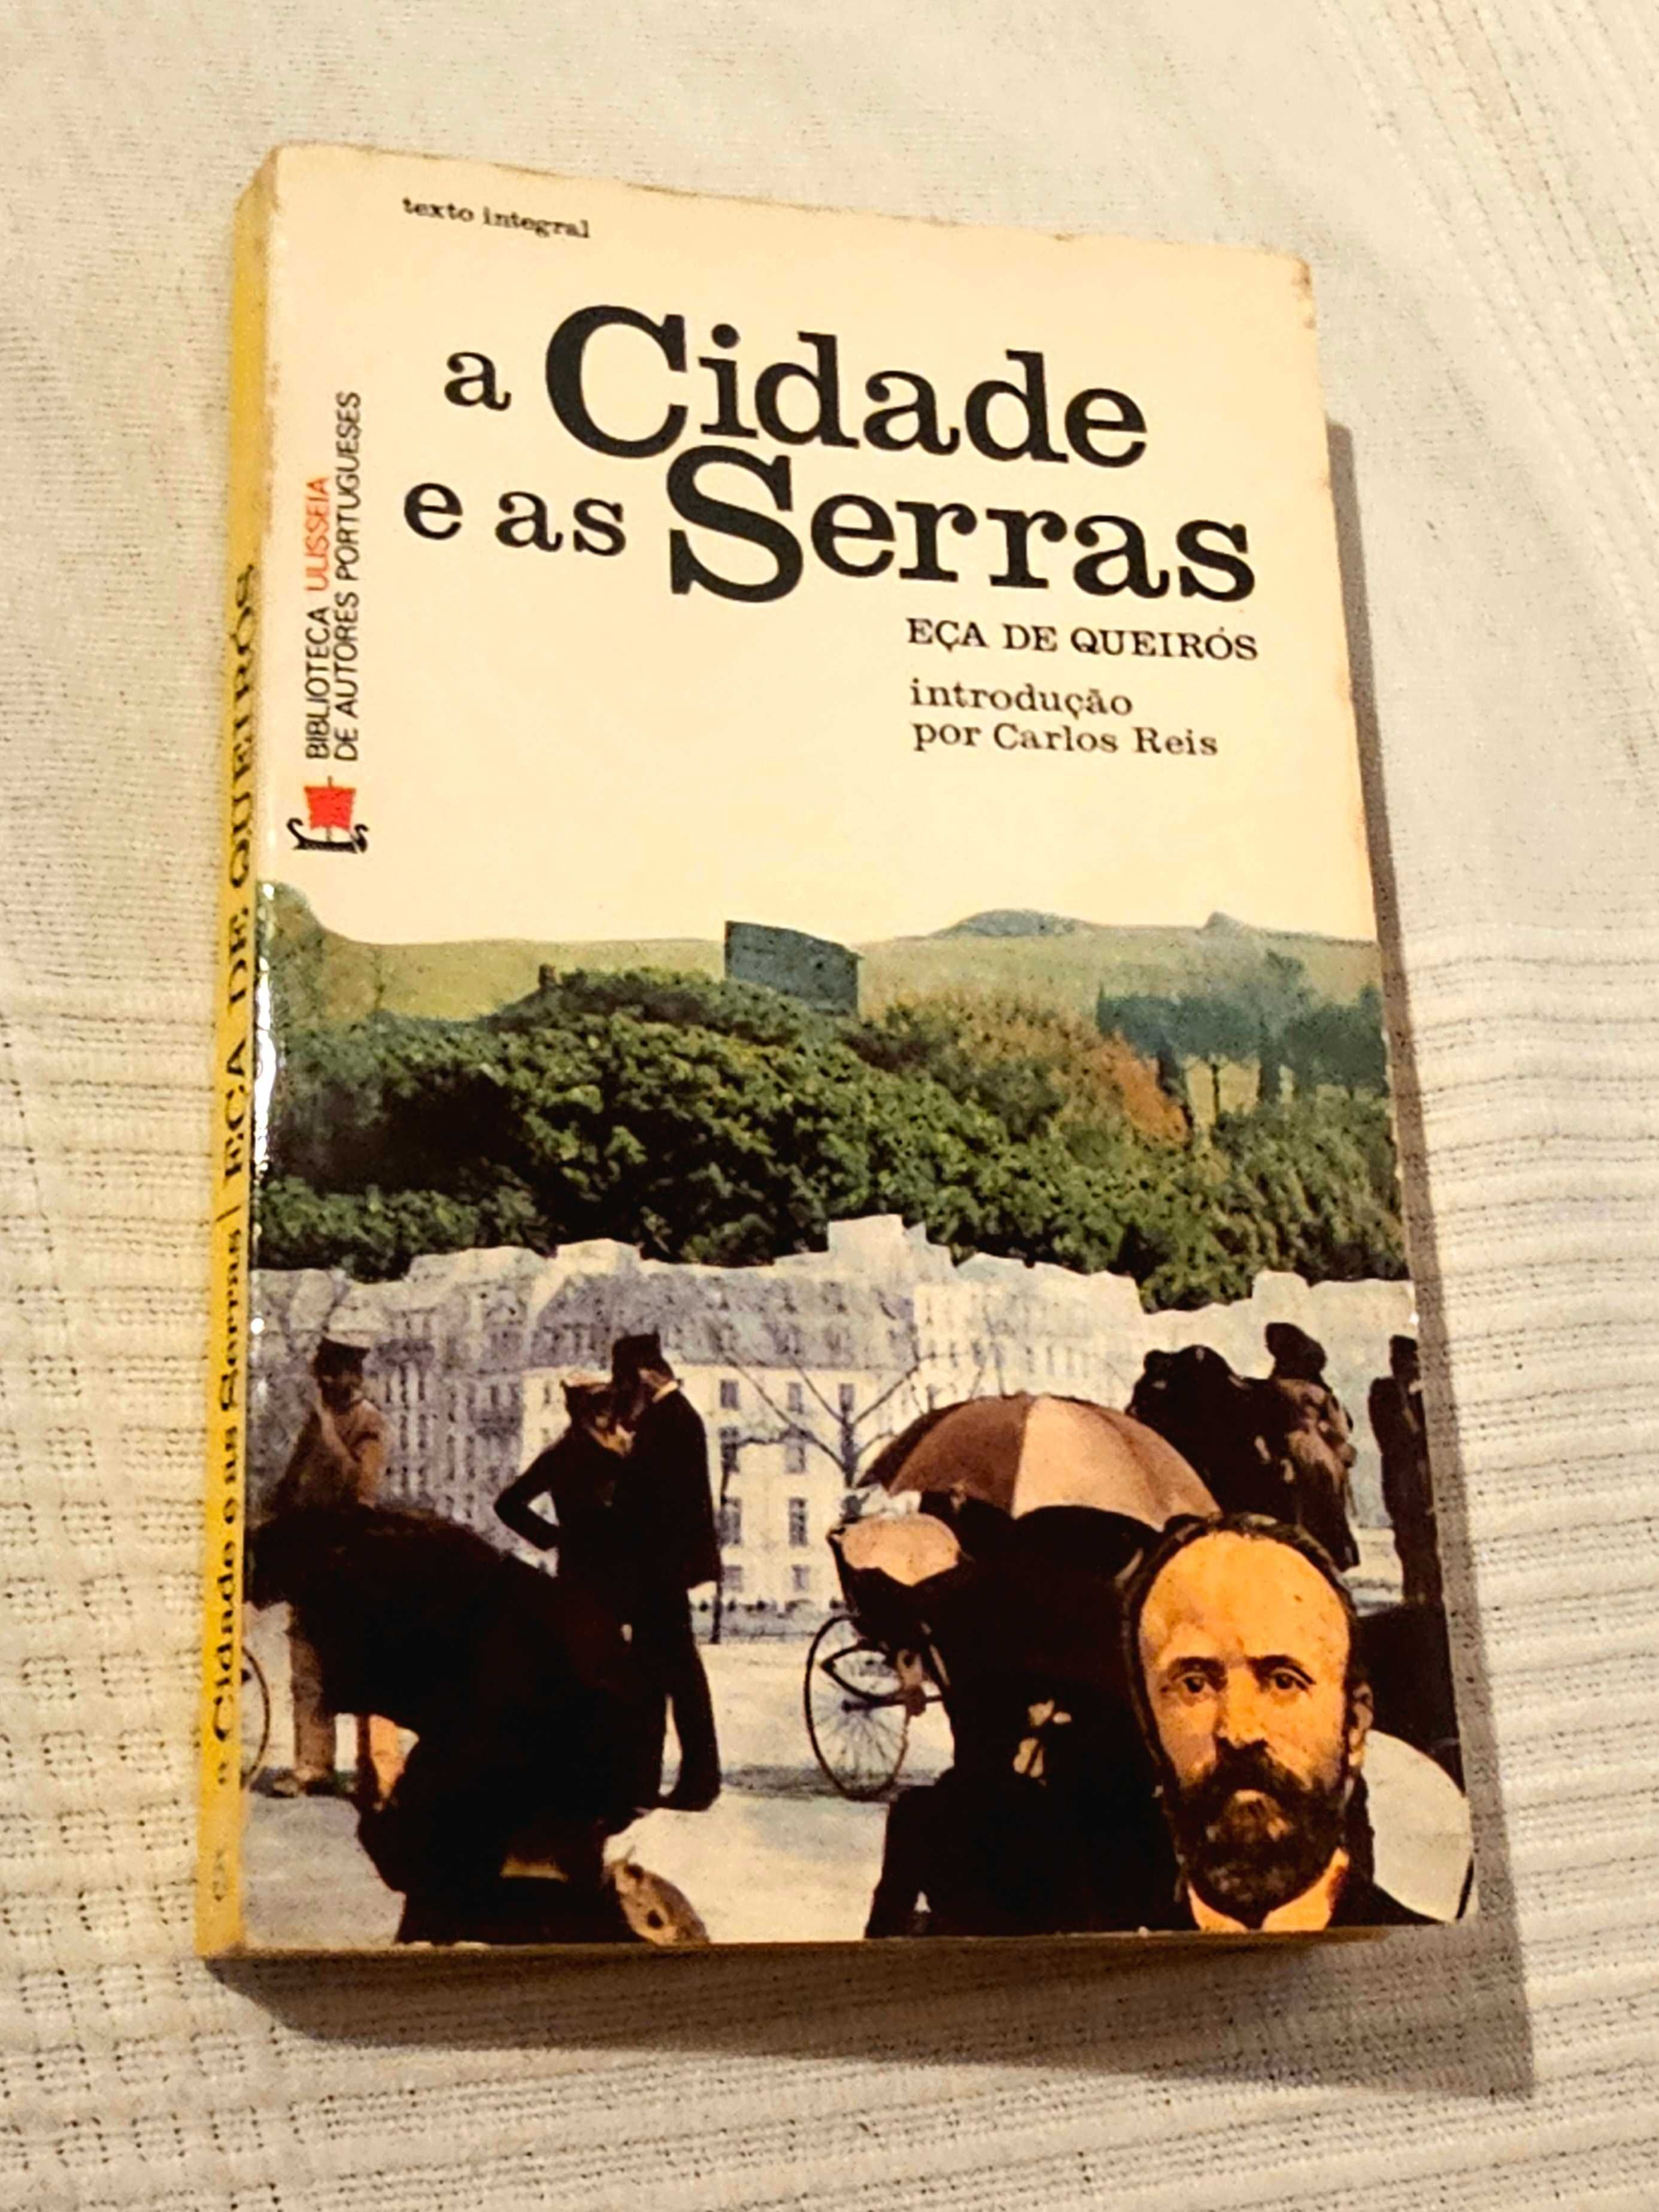 texto integral
a Cidade
e as Serras
EÇA DE QUEIRÓS
introdução
por Carlos Reis
BIBLIOTECA ULISSEIA
DE AUTORES PORTUGUESES
a Cidade e as Serras | EÇA DE QUEIRÓS